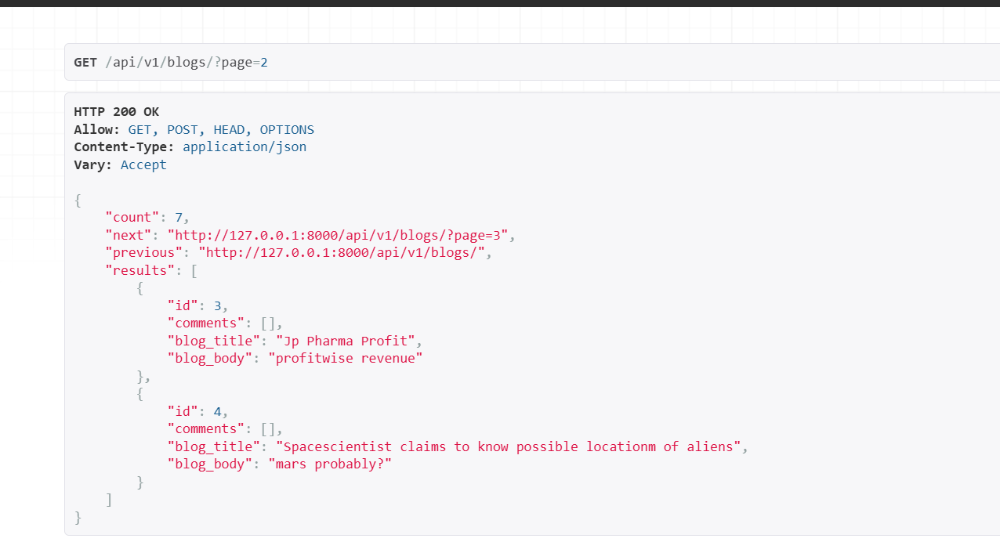 GET /api/v1/blogs/?page=2
HTTP 200 OK
Allow: GET, POST, HEAD, OPTIONS
Content-Type: application/json
Vary: Accept
{
    "count": 7,
    "next": "http://127.0.0.1:8000/api/v1/blogs/?page=3",
    "previous": "http://127.0.0.1:8000/api/v1/blogs/",
    "results": [
        {
            "id": 3,
            "comments": [],
            "blog_title": "Jp Pharma Profit",
            "blog_body": "profitwise revenue"
        },
        {
            "id": 4,
            "comments": [],
            "blog_title": "Spacescientist claims to know possible locationm of aliens",
            "blog_body": "mars probably?"
        }
    ]
}